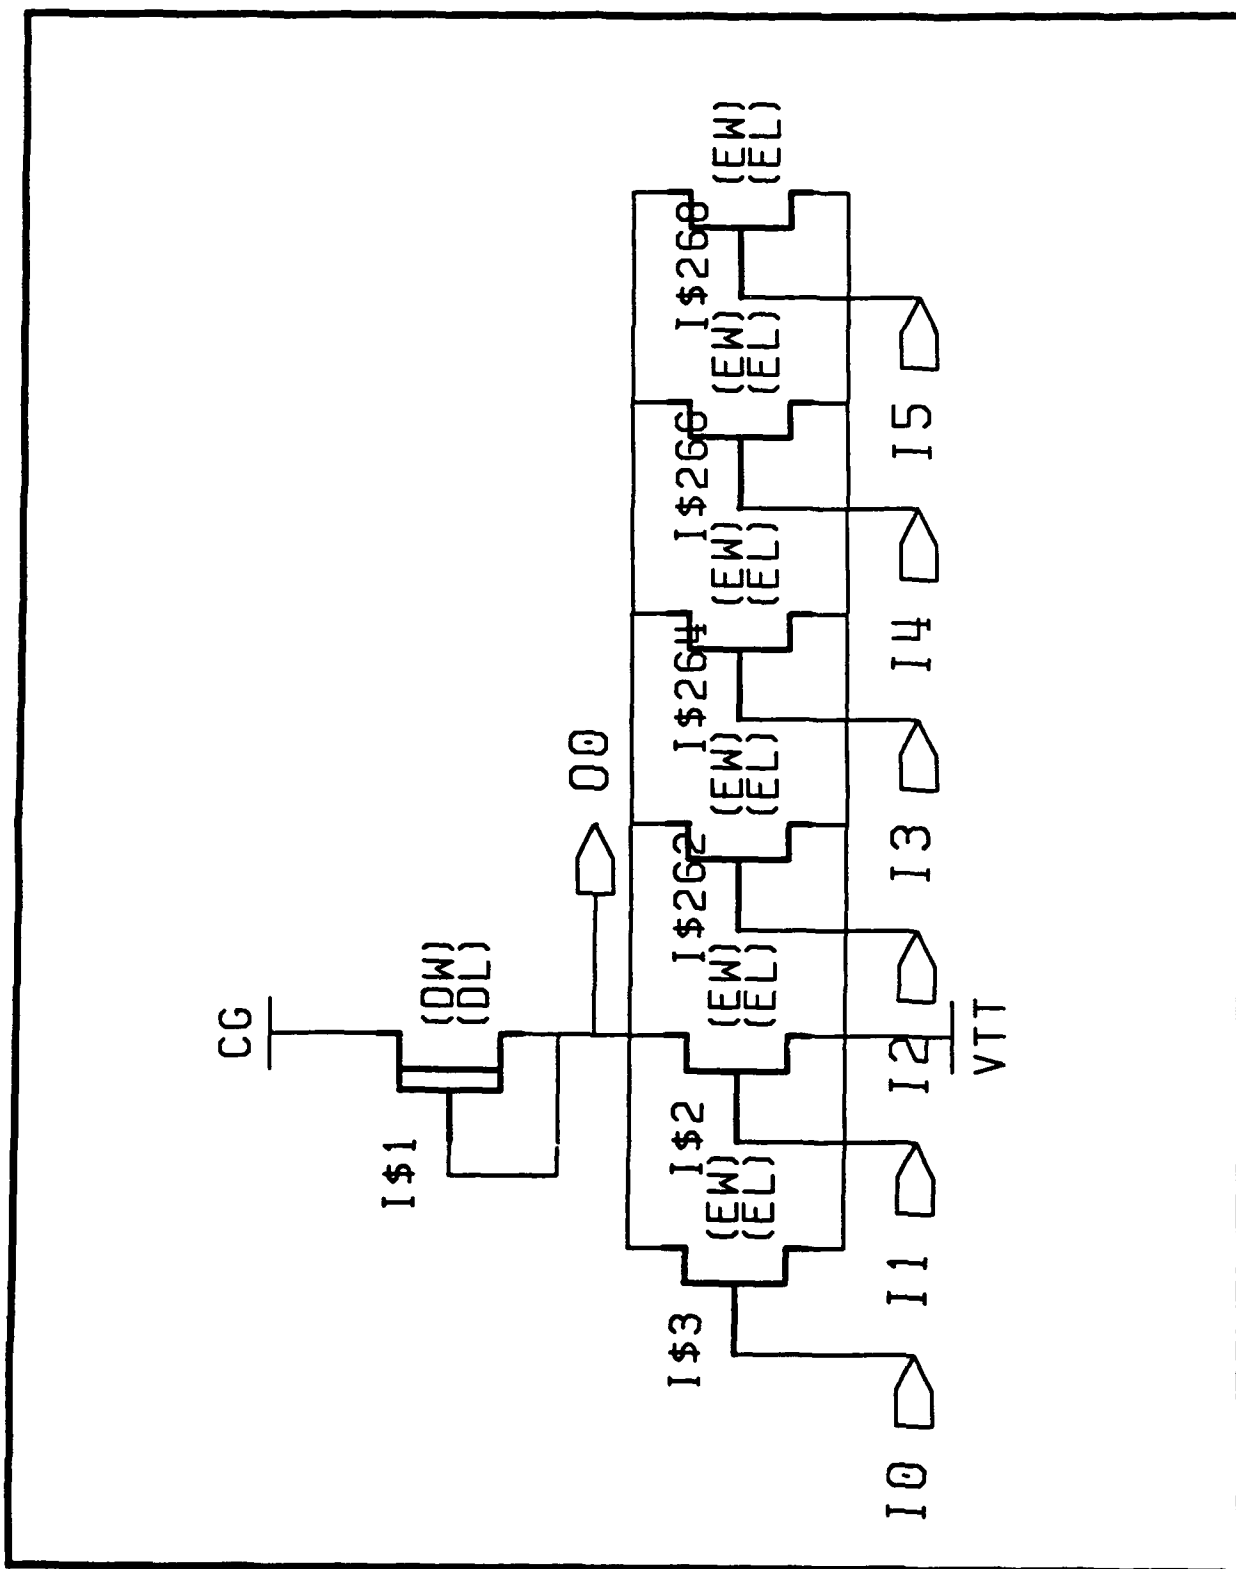 CG
I$1
(DW)
(DL)
O0
I$3
(EW)
(EL)
I$2
(EW)
(EL)
I$262
(EW)
(EL)
I$264
(EW)
(EL)
I$266
(EW)
(EL)
I$268
(EW)
(EL)
I0
I1
I2
I3
I4
I5
VTT